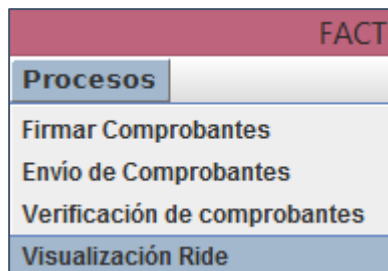 FACT
Procesos
Firmar Comprobantes
Envío de Comprobantes
Verificación de comprobantes
Visualización Ride